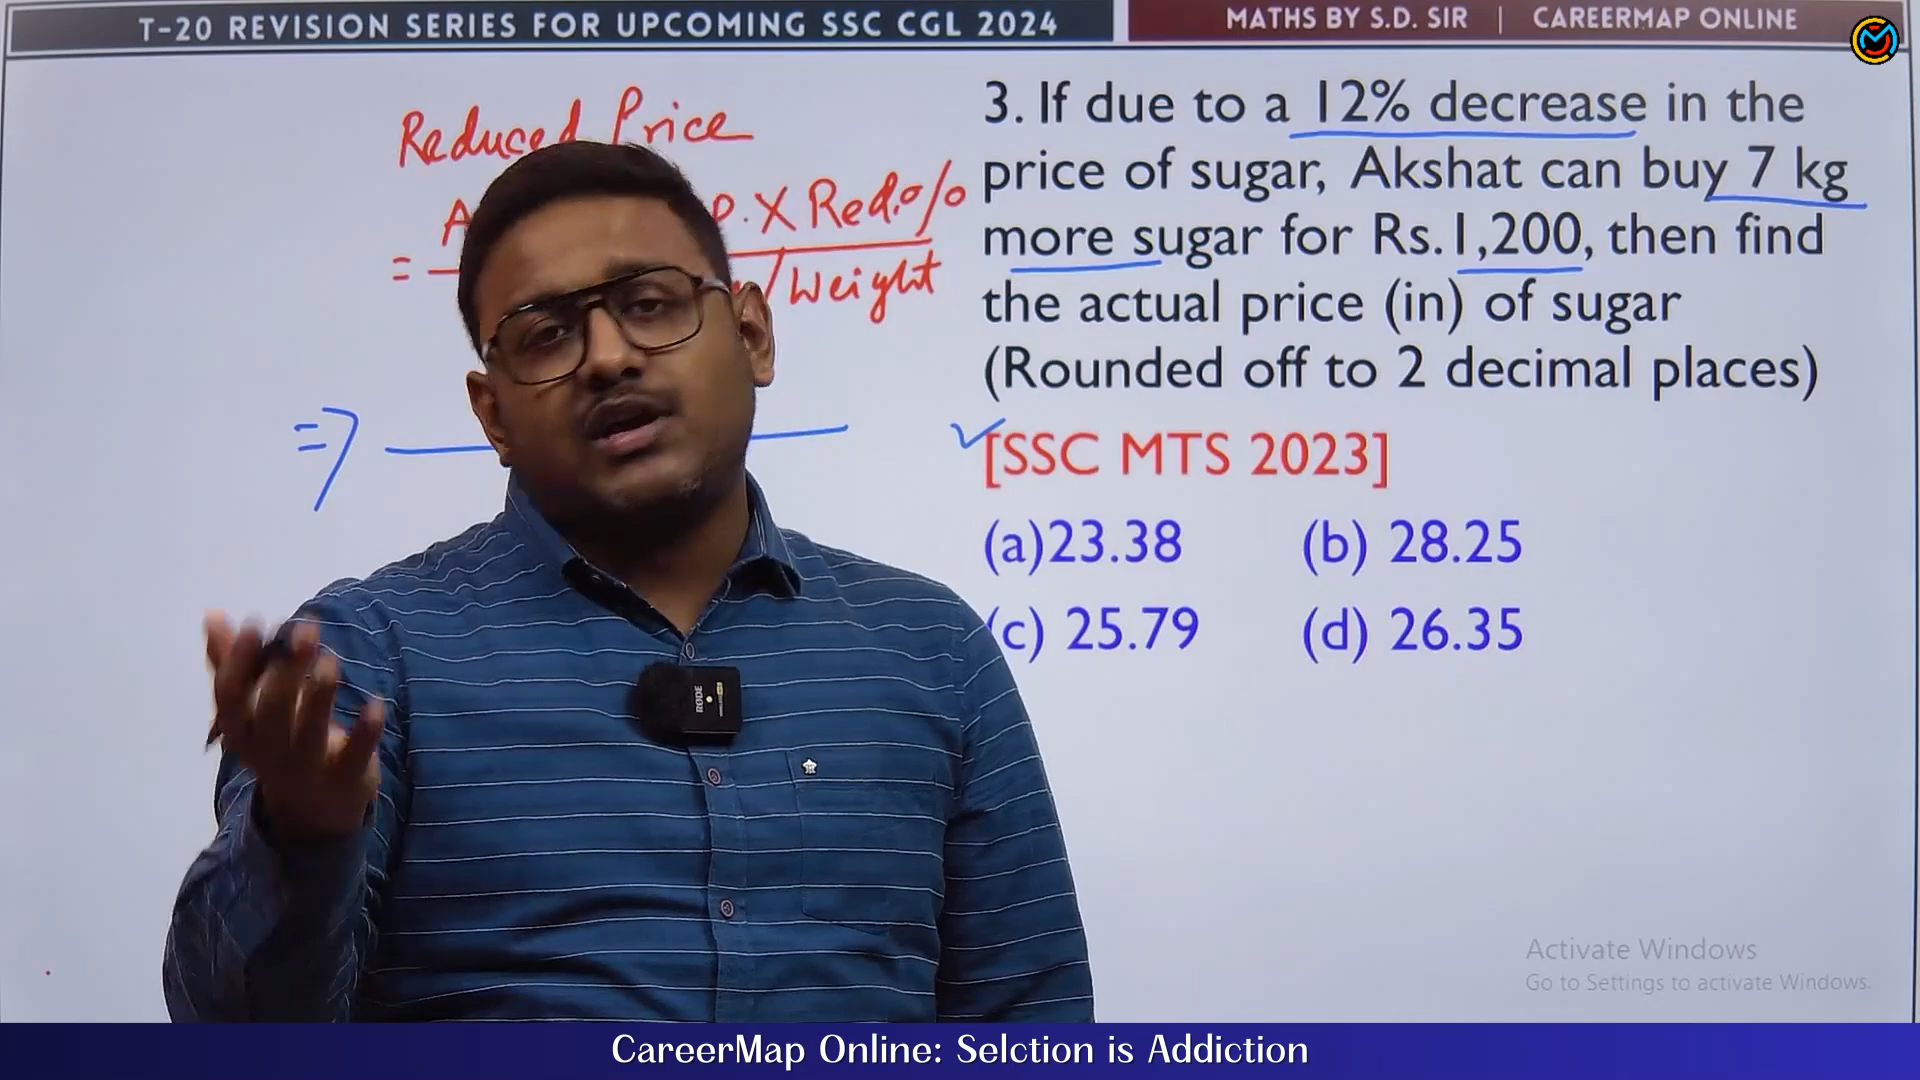 T-20 REVISION SERIES FOR UPCOMING SSC CGL 2024
MATHS BY S.D. SIR | CAREERMAP ONLINE
Reduced Price
= A P. X Red.%
/Weight
=>
3. If due to a 12% decrease in the
price of sugar, Akshat can buy 7 kg
more sugar for Rs.1,200, then find
the actual price (in) of sugar
(Rounded off to 2 decimal places)
[SSC MTS 2023]
(a)23.38 (b) 28.25
(c) 25.79 (d) 26.35
RODE
Activate Windows
Go to Settings to activate Windows.
CareerMap Online: Selction is Addiction